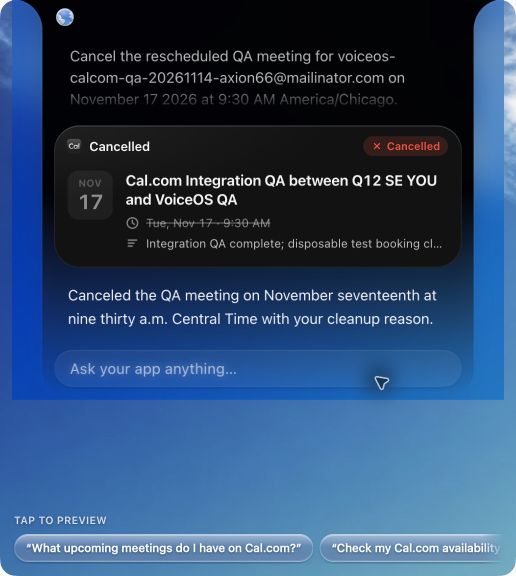 Cancel the rescheduled QA meeting for voiceos-
calcom-qa-20261114-axion66@mailinator.com on
November 17 2026 at 9:30 AM America/Chicago.
Cal Cancelled
× Cancelled
NOV
17
Cal.com Integration QA between Q12 SE YOU
and VoiceOS QA
Tue, Nov 17 · 9:30 AM
Integration QA complete; disposable test booking cl...
Canceled the QA meeting on November seventeenth at
nine thirty a.m. Central Time with your cleanup reason.
Ask your app anything...
TAP TO PREVIEW
“What upcoming meetings do I have on Cal.com?”
“Check my Cal.com availability